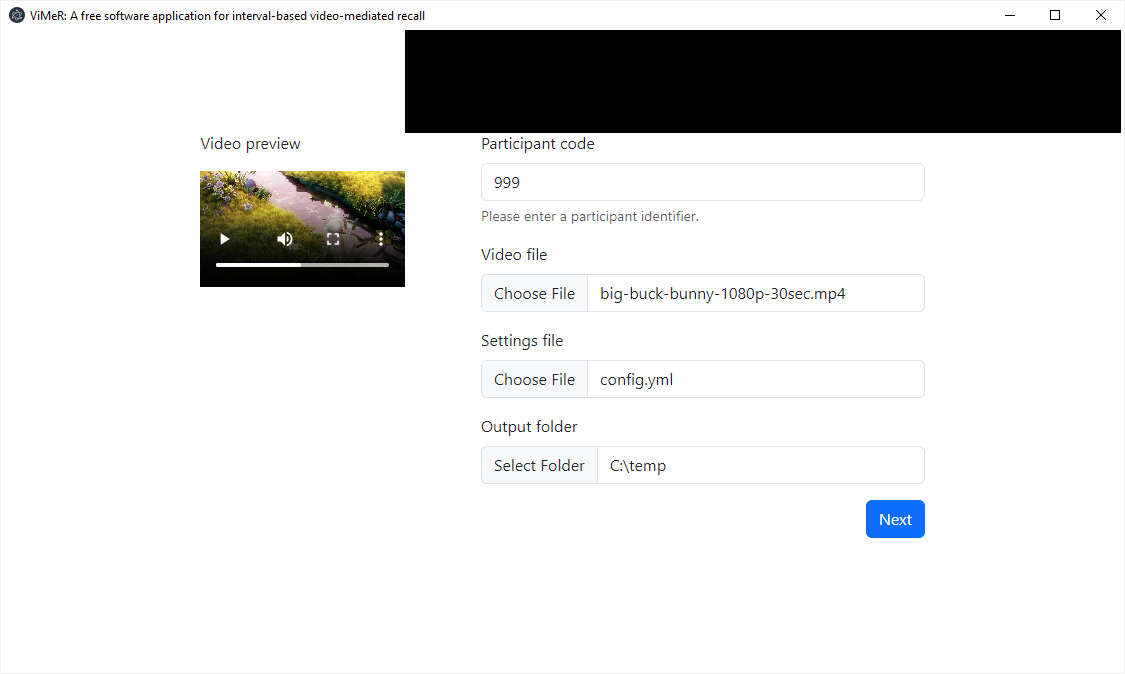 ViMeR: A free software application for interval-based video-mediated recall
Video preview
Participant code
999
Please enter a participant identifier.
Video file
Choose File big-buck-bunny-1080p-30sec.mp4
Settings file
Choose File config.yml
Output folder
Select Folder C:\temp
Next